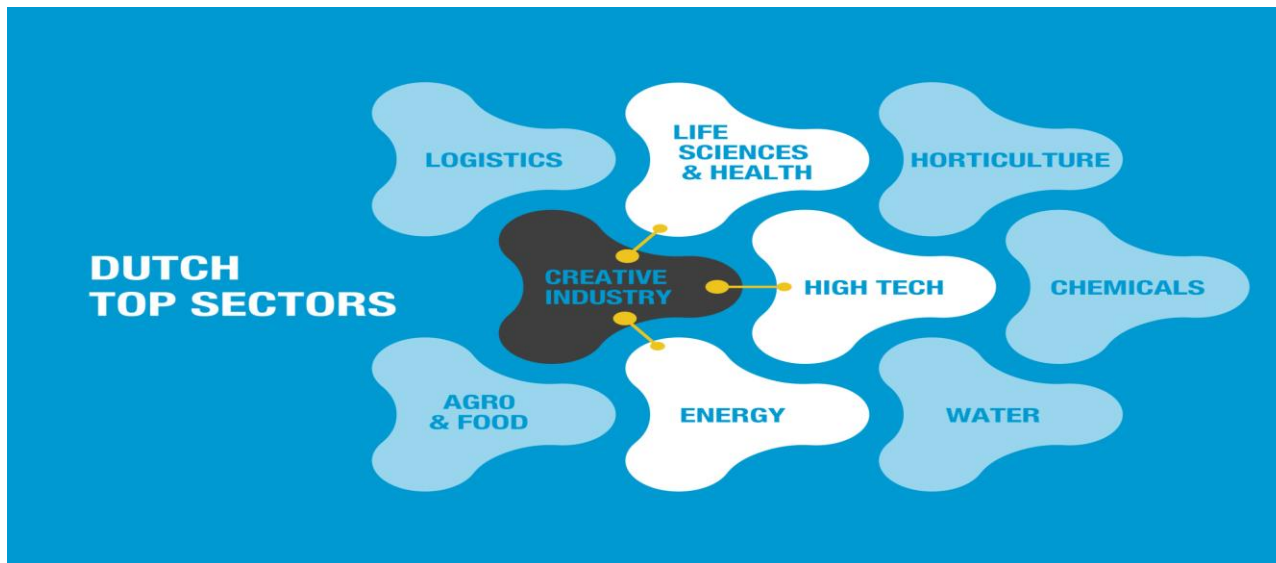 DUTCH
TOP SECTORS
LOGISTICS
LIFE
SCIENCES
& HEALTH
HORTICULTURE
CREATIVE
INDUSTRY
HIGH TECH
CHEMICALS
AGRO
& FOOD
ENERGY
WATER